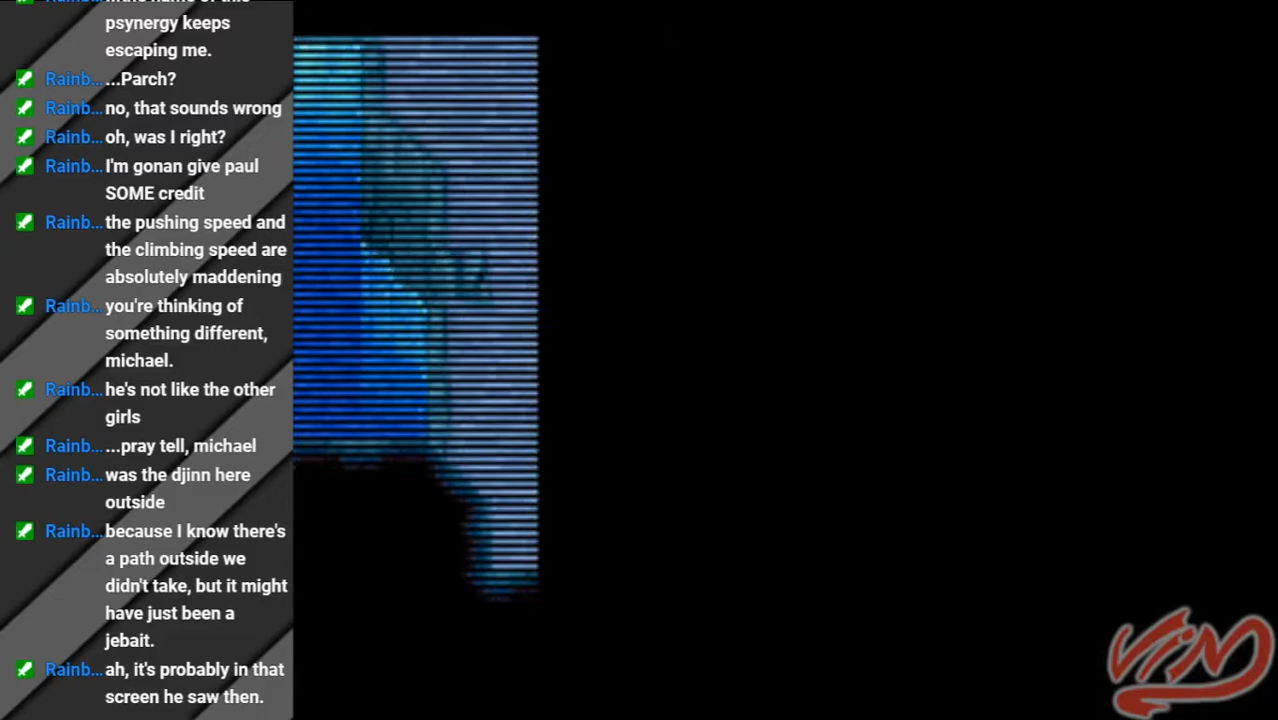 psynergy keeps
escaping me.
Rainb... ...Parch?
Rainb... no, that sounds wrong
Rainb... oh, was I right?
Rainb... I'm gonan give paul
SOME credit
Rainb... the pushing speed and
the climbing speed are
absolutely maddening
Rainb... you're thinking of
something different,
michael.
Rainb... he's not like the other
girls
Rainb... ...pray tell, michael
Rainb... was the djinn here
outside
Rainb... because I know there's
a path outside we
didn't take, but it might
have just been a
jebait.
Rainb... ah, it's probably in that
screen he saw then.